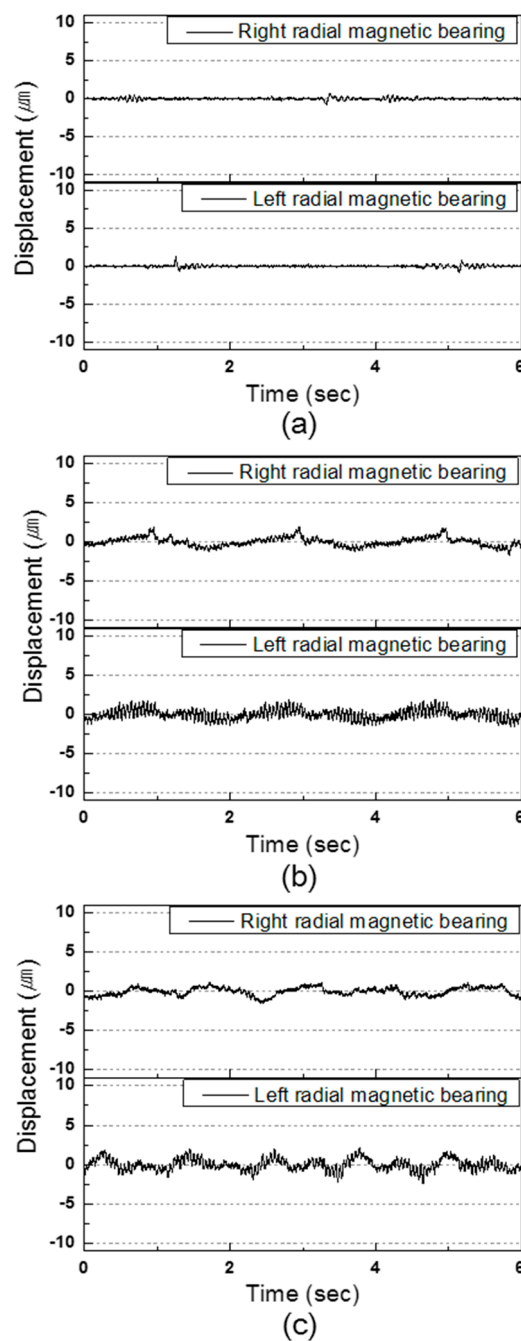 10
Right radial magnetic bearing
5
0
-5
-10
10
Left radial magnetic bearing
5
0
-5
-10
Displacement (㎛)
0 2 4 6
Time (sec)
(a)
10
Right radial magnetic bearing
5
0
-5
-10
10
Left radial magnetic bearing
5
0
-5
-10
Displacement (㎛)
0 2 4 6
Time (sec)
(b)
10
Right radial magnetic bearing
5
0
-5
-10
10
Left radial magnetic bearing
5
0
-5
-10
Displacement (㎛)
0 2 4 6
Time (sec)
(c)